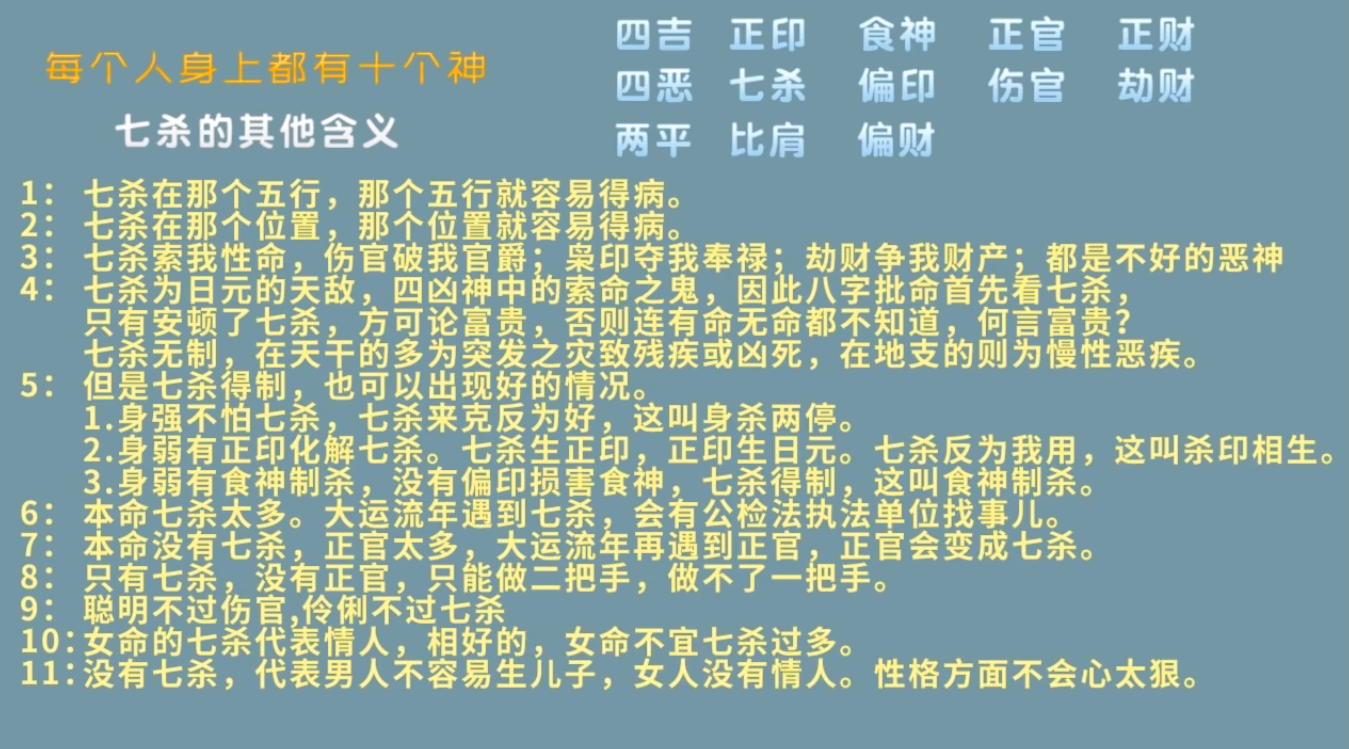 每个人身上都有十个神
七杀的其他含义
四吉 正印 食神 正官 正财
四恶 七杀 偏印 伤官 劫财
两平 比肩 偏财
1： 七杀在那个五行，那个五行就容易得病。
2： 七杀在那个位置，那个位置就容易得病。
3： 七杀索我性命，伤官破我官爵；枭印夺我奉禄；劫财争我财产；都是不好的恶神
4： 七杀为日元的天敌，四凶神中的索命之鬼，因此八字批命首先看七杀，
只有安顿了七杀，方可论富贵，否则连有命无命都不知道，何言富贵？
七杀无制，在天干的多为突发之灾致残疾或凶死，在地支的则为慢性恶疾。
5： 但是七杀得制，也可以出现好的情况。
1.身强不怕七杀，七杀来克反为好，这叫身杀两停。
2.身弱有正印化解七杀。七杀生正印，正印生日元。七杀反为我用，这叫杀印相生。
3.身弱有食神制杀，没有偏印损害食神，七杀得制，这叫食神制杀。
6： 本命七杀太多。大运流年遇到七杀，会有公检法执法单位找事儿。
7： 本命没有七杀，正官太多，大运流年再遇到正官，正官会变成七杀。
8： 只有七杀，没有正官，只能做二把手，做不了一把手。
9： 聪明不过伤官,伶俐不过七杀
10：女命的七杀代表情人，相好的，女命不宜七杀过多。
11：没有七杀，代表男人不容易生儿子，女人没有情人。性格方面不会心太狠。